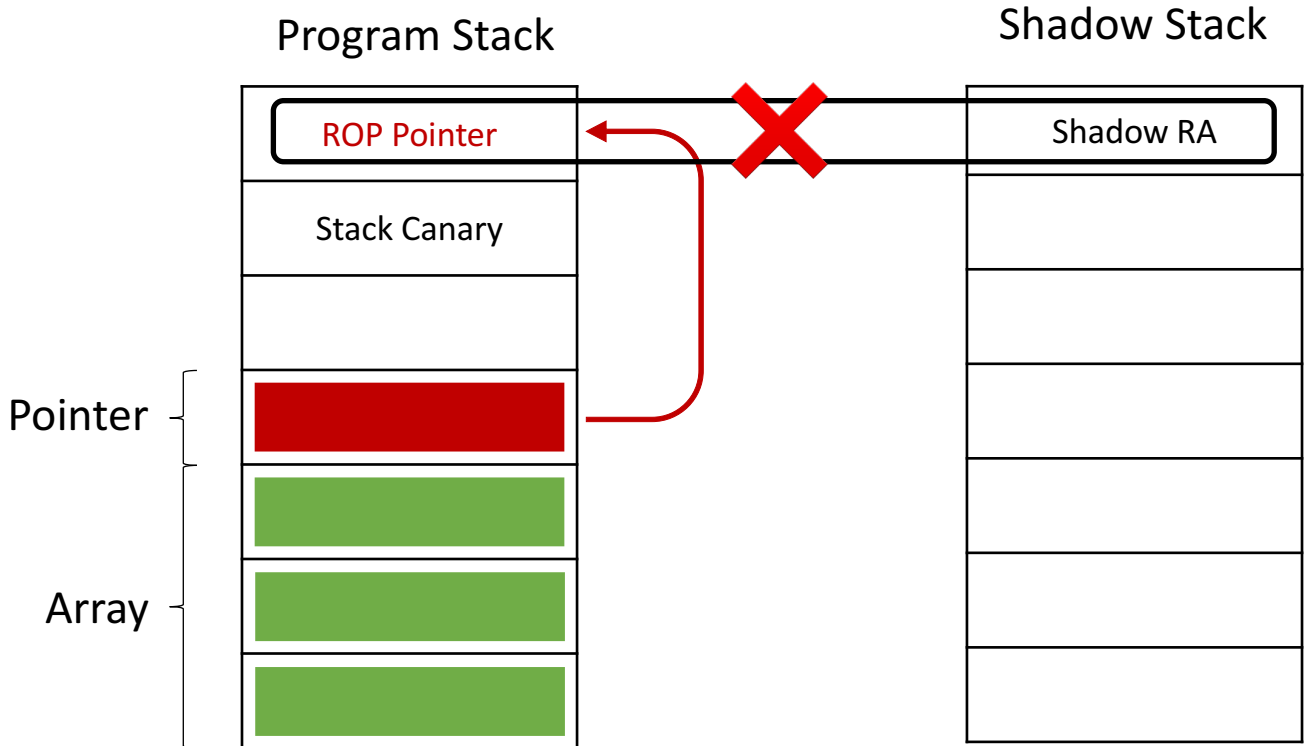 Program Stack
Shadow Stack
ROP Pointer
Shadow RA
Stack Canary
Pointer
Array